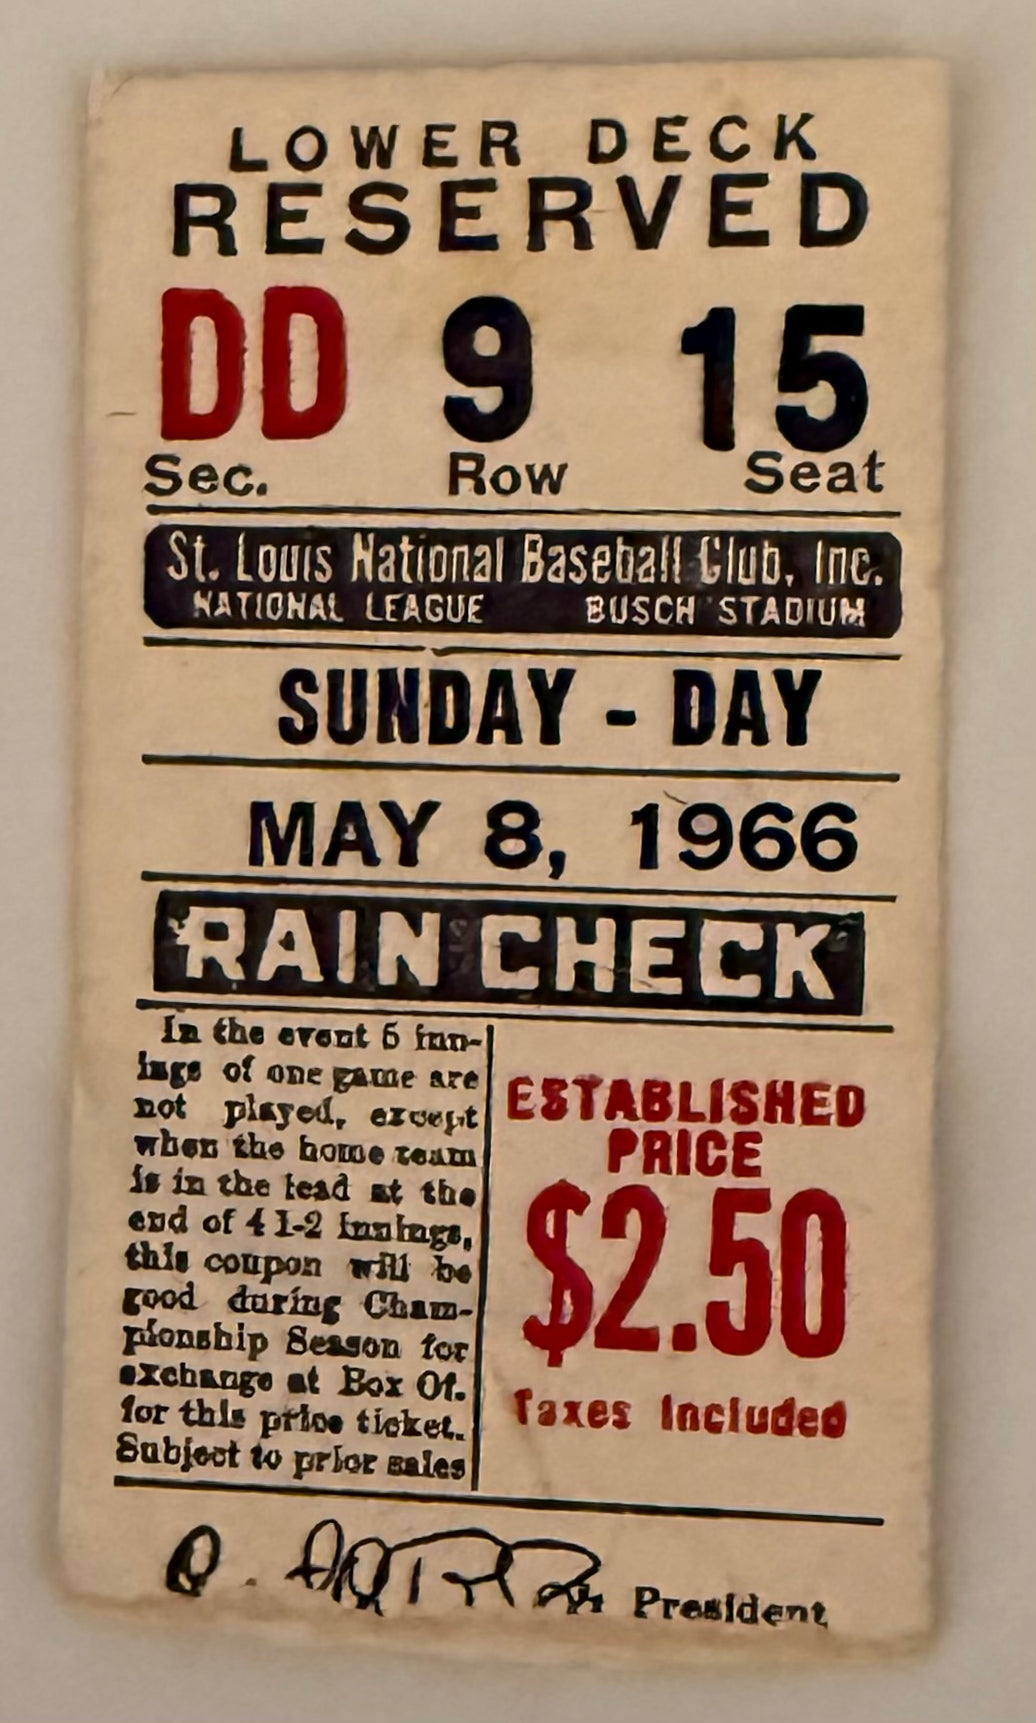 LOWER DECK
RESERVED
DD 9 15
Sec. Row Seat
St. Louis National Baseball Club, Inc.
NATIONAL LEAGUE BUSCH STADIUM
SUNDAY - DAY
MAY 8, 1966
RAIN CHECK
In the event 5 inn-
ings of one game are
not played, except
when the home team
is in the lead at the
end of 4 1-2 innings,
this coupon will be
good during Cham-
pionship Season for
exchange at Box Of.
for this price ticket.
Subject to prior sales
ESTABLISHED
PRICE
$2.50
Taxes Included
President